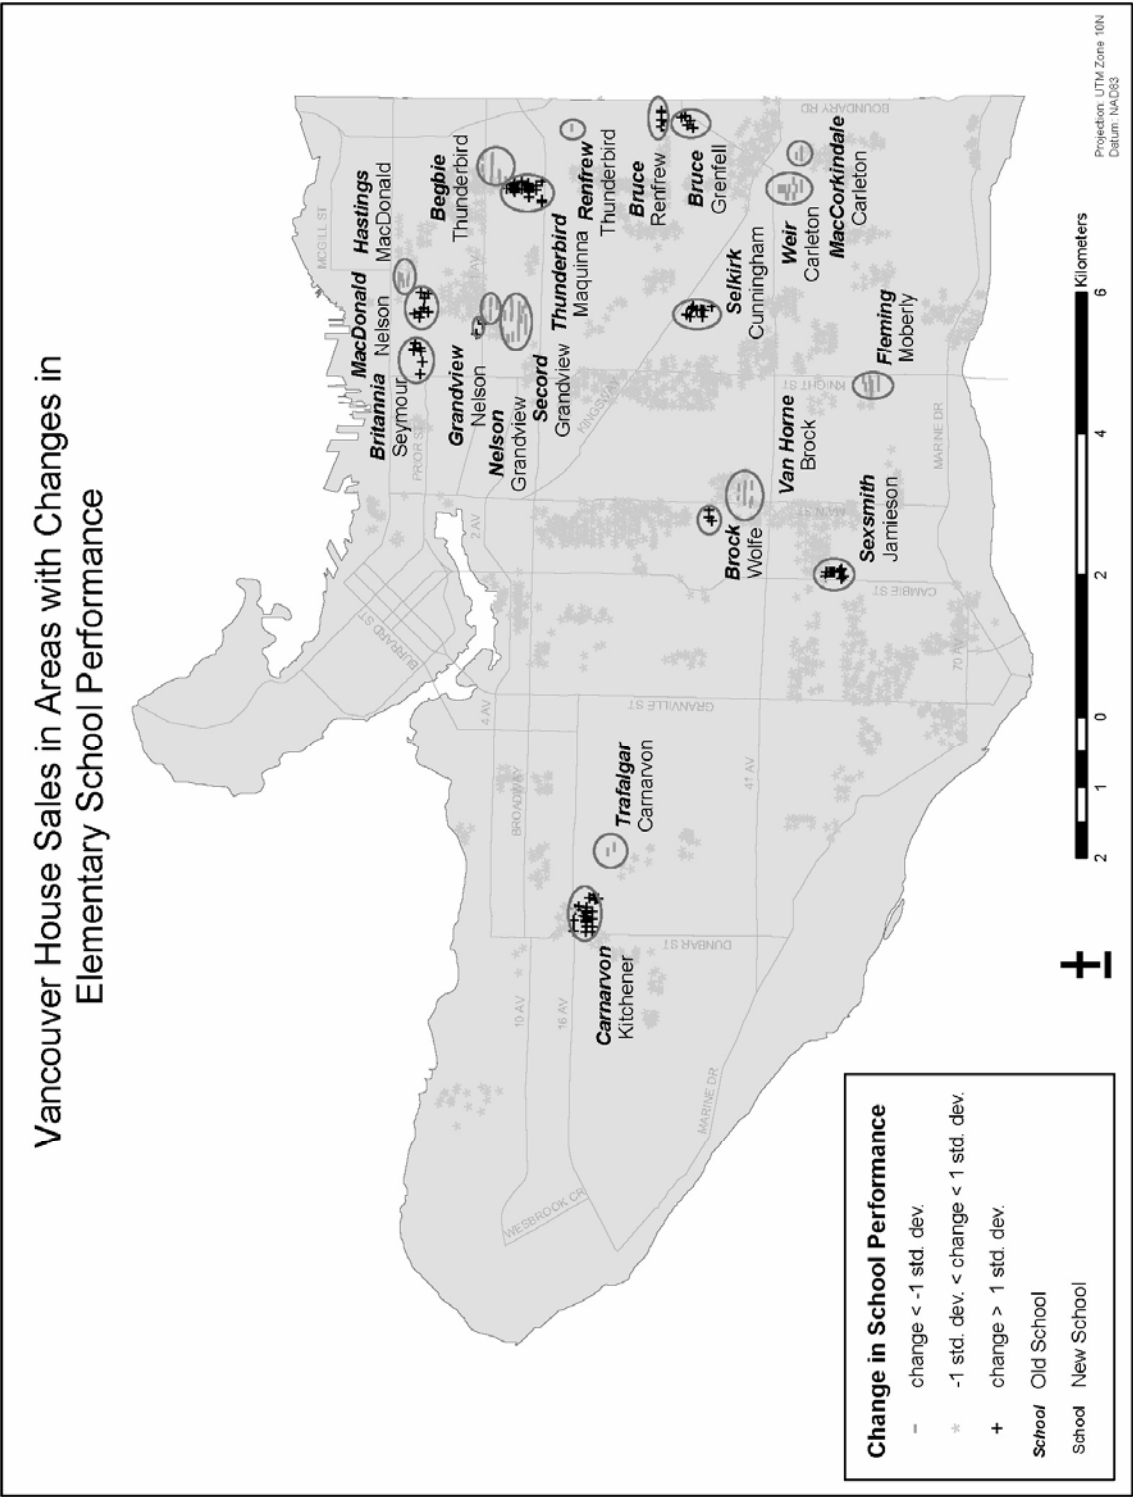 Vancouver House Sales in Areas with Changes in
Elementary School Performance
MCGILL ST
Hastings
MacDonald
MacDonald
Nelson
Britannia
Seymour
PRIOR ST
Begbie
Thunderbird
Grandview
Nelson
Nelson
Grandview
Secord
Grandview
Thunderbird
Maquinna
Renfrew
Thunderbird
Bruce
Renfrew
Bruce
Grenfell
BOUNDARY RD
Selkirk
Cunningham
Weir
Carleton
MacCorkindale
Carleton
Fleming
Moberly
KNIGHT ST
KINGSWAY
Van Horne
Brock
Brock
Wolfe
MAIN ST
Sexsmith
Jamieson
CAMBIE ST
MARINE DR
70 AV
2 AV
BURRARD ST
4 AV
GRANVILLE ST
BROADWAY
41 AV
Trafalgar
Carnarvon
Carnarvon
Kitchener
DUNBAR ST
10 AV
16 AV
MARINE DR
WESBROOK CR
Change in School Performance
- change < -1 std. dev.
* -1 std. dev. < change < 1 std. dev.
+ change > 1 std. dev.
School Old School
School New School
2 1 0 2 4 6 Kilometers
Projection: UTM Zone 10N
Datum: NAD83